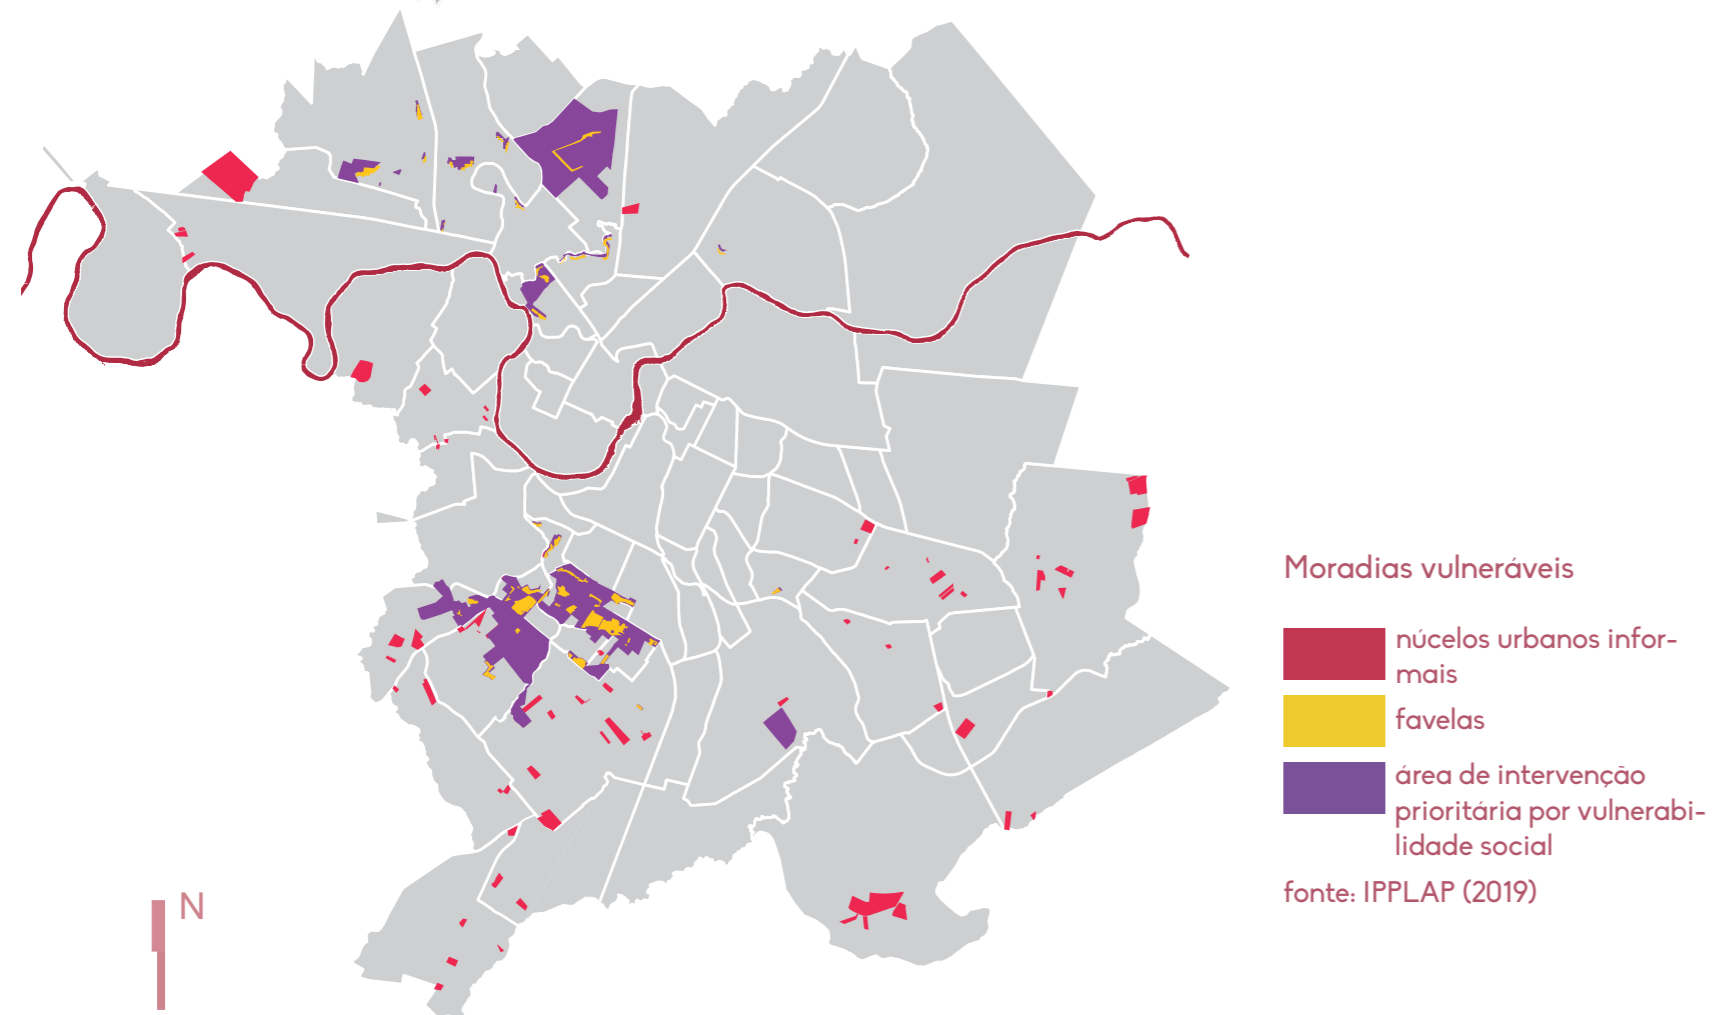 Moradias vulneráveis
núcelos urbanos infor-
mais
favelas
área de intervenção
prioritária por vulnerabi-
lidade social
fonte: IPPLAP (2019)
N